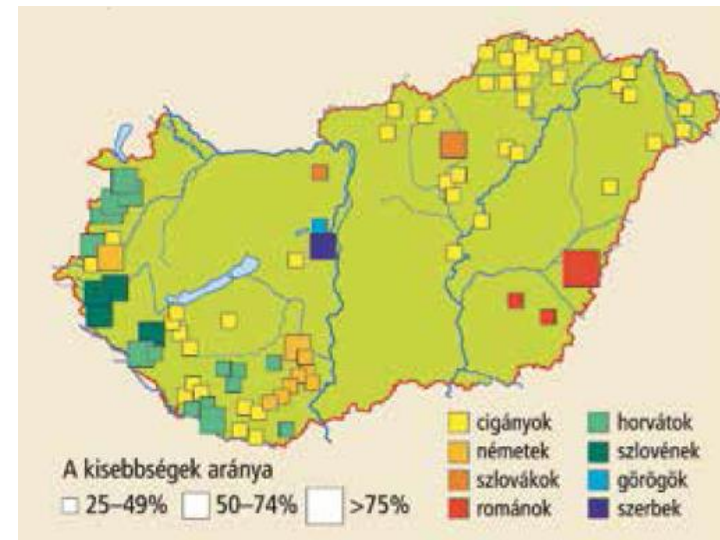 A kisebbségek aránya
25–49% 50–74% >75%
cigányok
németek
szlovákok
románok
horvátok
szlovének
görögök
szerbek